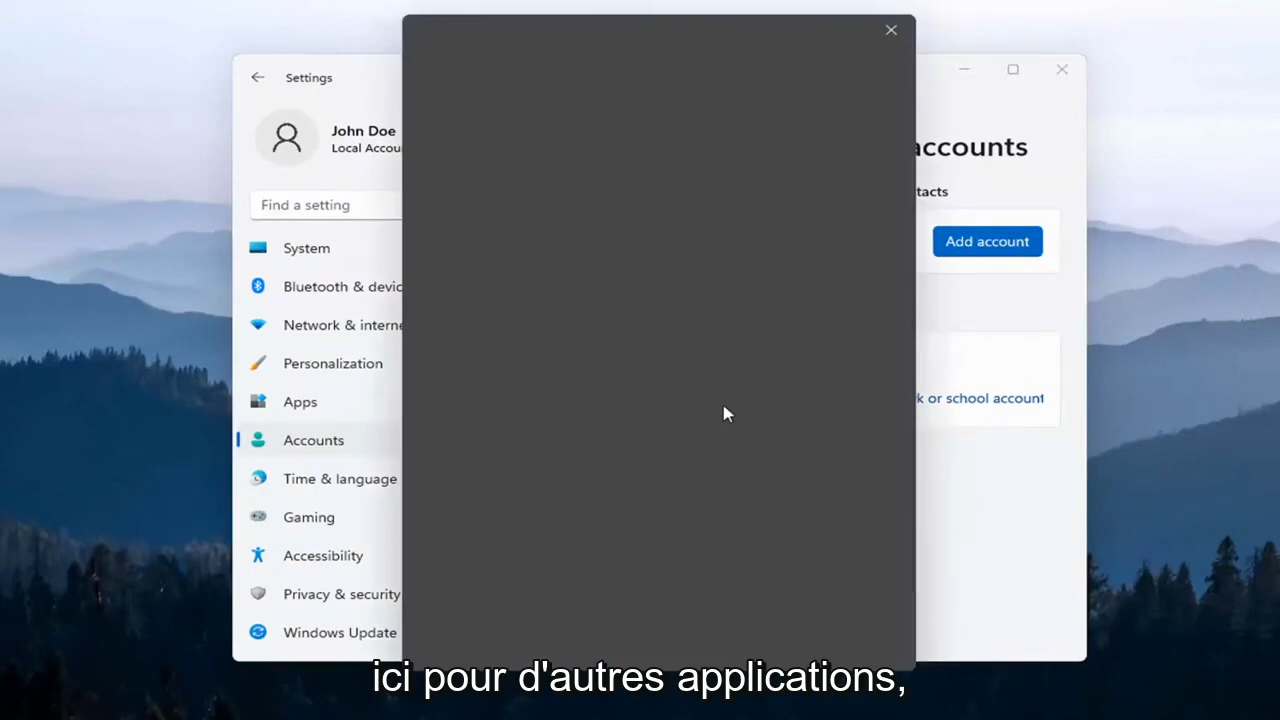 Settings
John Doe
Local Accou
Find a setting
System
Bluetooth & devic
Network & interne
Personalization
Apps
Accounts
Time & language
Gaming
Accessibility
Privacy & security
Windows Update
accounts
tacts
Add account
k or school account
ici pour d'autres applications,